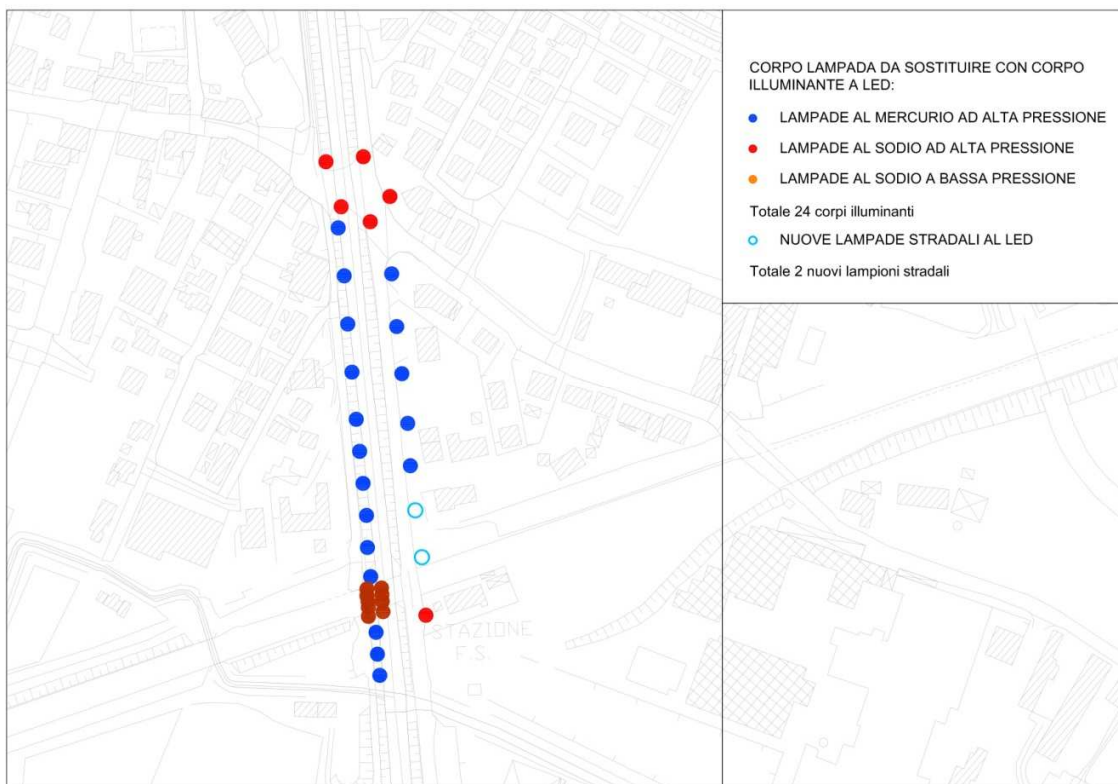 CORPO LAMPADA DA SOSTITUIRE CON CORPO
ILLUMINANTE A LED:
LAMPADE AL MERCURIO AD ALTA PRESSIONE
LAMPADE AL SODIO AD ALTA PRESSIONE
LAMPADE AL SODIO A BASSA PRESSIONE
Totale 24 corpi illuminanti
NUOVE LAMPADE STRADALI AL LED
Totale 2 nuovi lampioni stradali
STAZIONE
F.S.